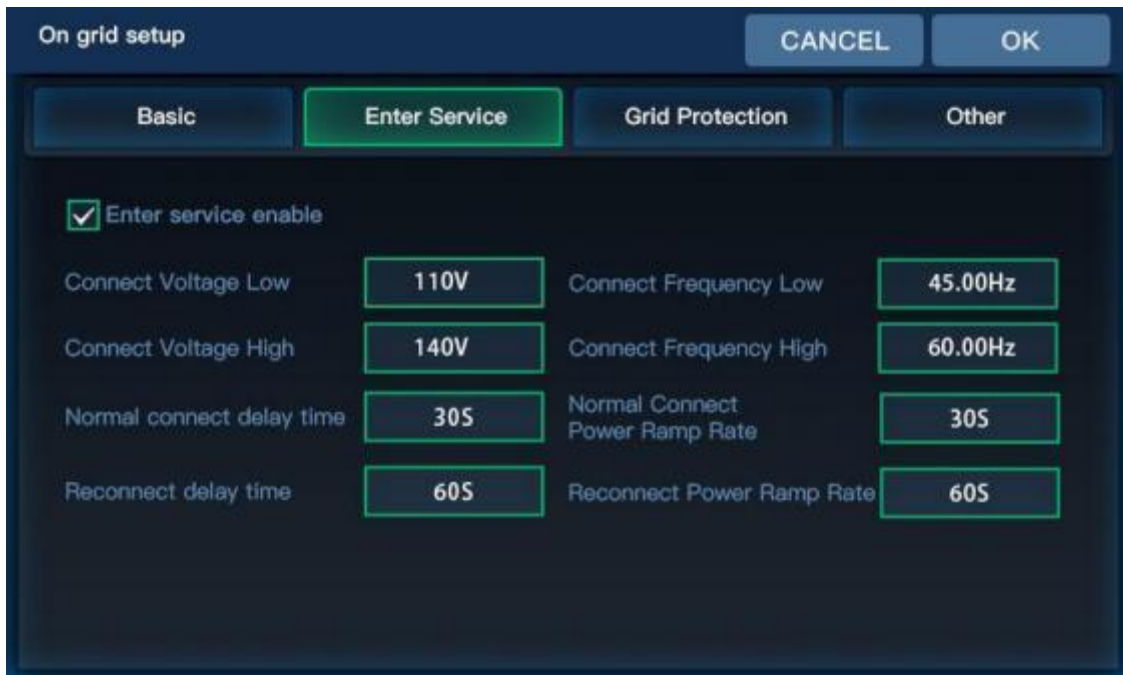 On grid setup CANCEL OK
Basic Enter Service Grid Protection Other
Enter service enable
Connect Voltage Low 110V Connect Frequency Low 45.00Hz
Connect Voltage High 140V Connect Frequency High 60.00Hz
Normal connect delay time 30S Normal Connect
Power Ramp Rate 30S
Reconnect delay time 60S Reconnect Power Ramp Rate 60S